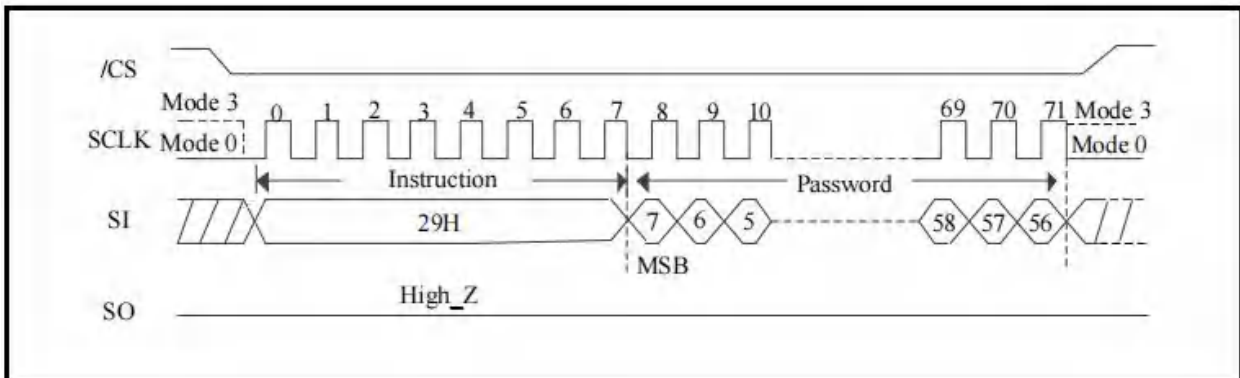 /CS
Mode 3
0 1 2 3 4 5 6 7 8 9 10 69 70 71
Mode 3
SCLK
Mode 0
Mode 0
Instruction
Password
SI
29H
7 6 5 58 57 56
MSB
High_Z
SO